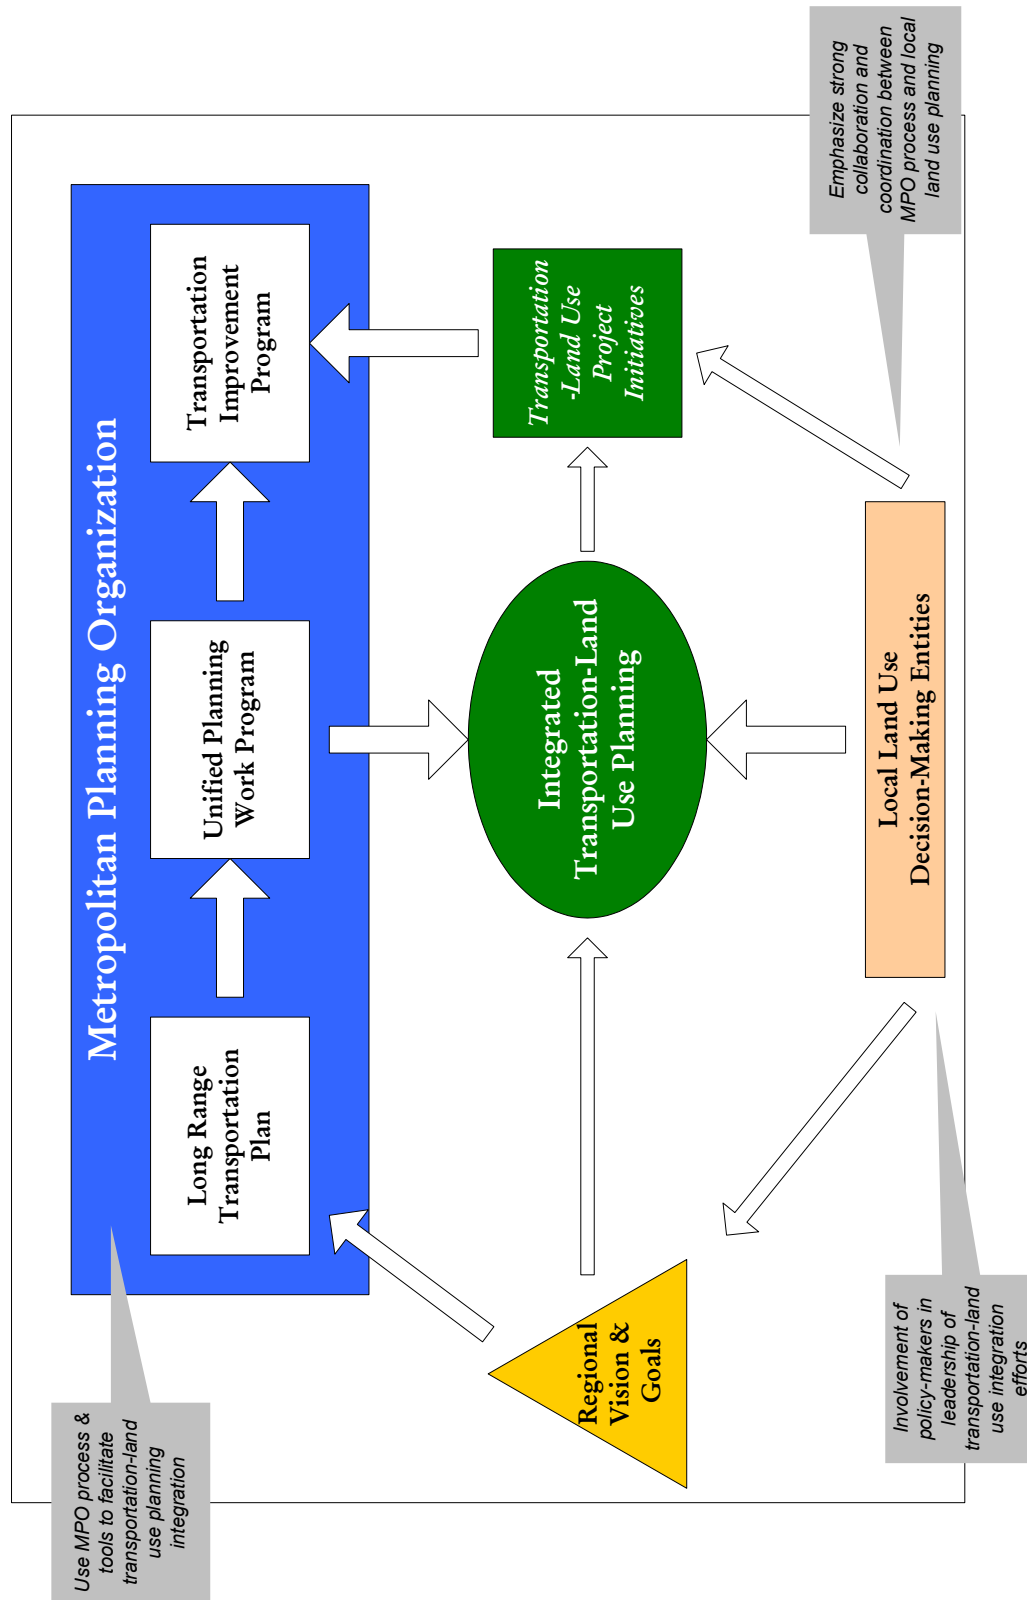 Metropolitan Planning Organization
Long Range
Transportation
Plan
Unified Planning
Work Program
Transportation
Improvement
Program
Use MPO process &
tools to facilitate
transportation-land
use planning
integration
Regional
Vision &
Goals
Integrated
Transportation-Land
Use Planning
Transportation
-Land Use
Project
Initiatives
Local Land Use
Decision-Making Entities
Involvement of
policy-makers in
leadership of
transportation-land
use integration
efforts
Emphasize strong
collaboration and
coordination between
MPO process and local
land use planning